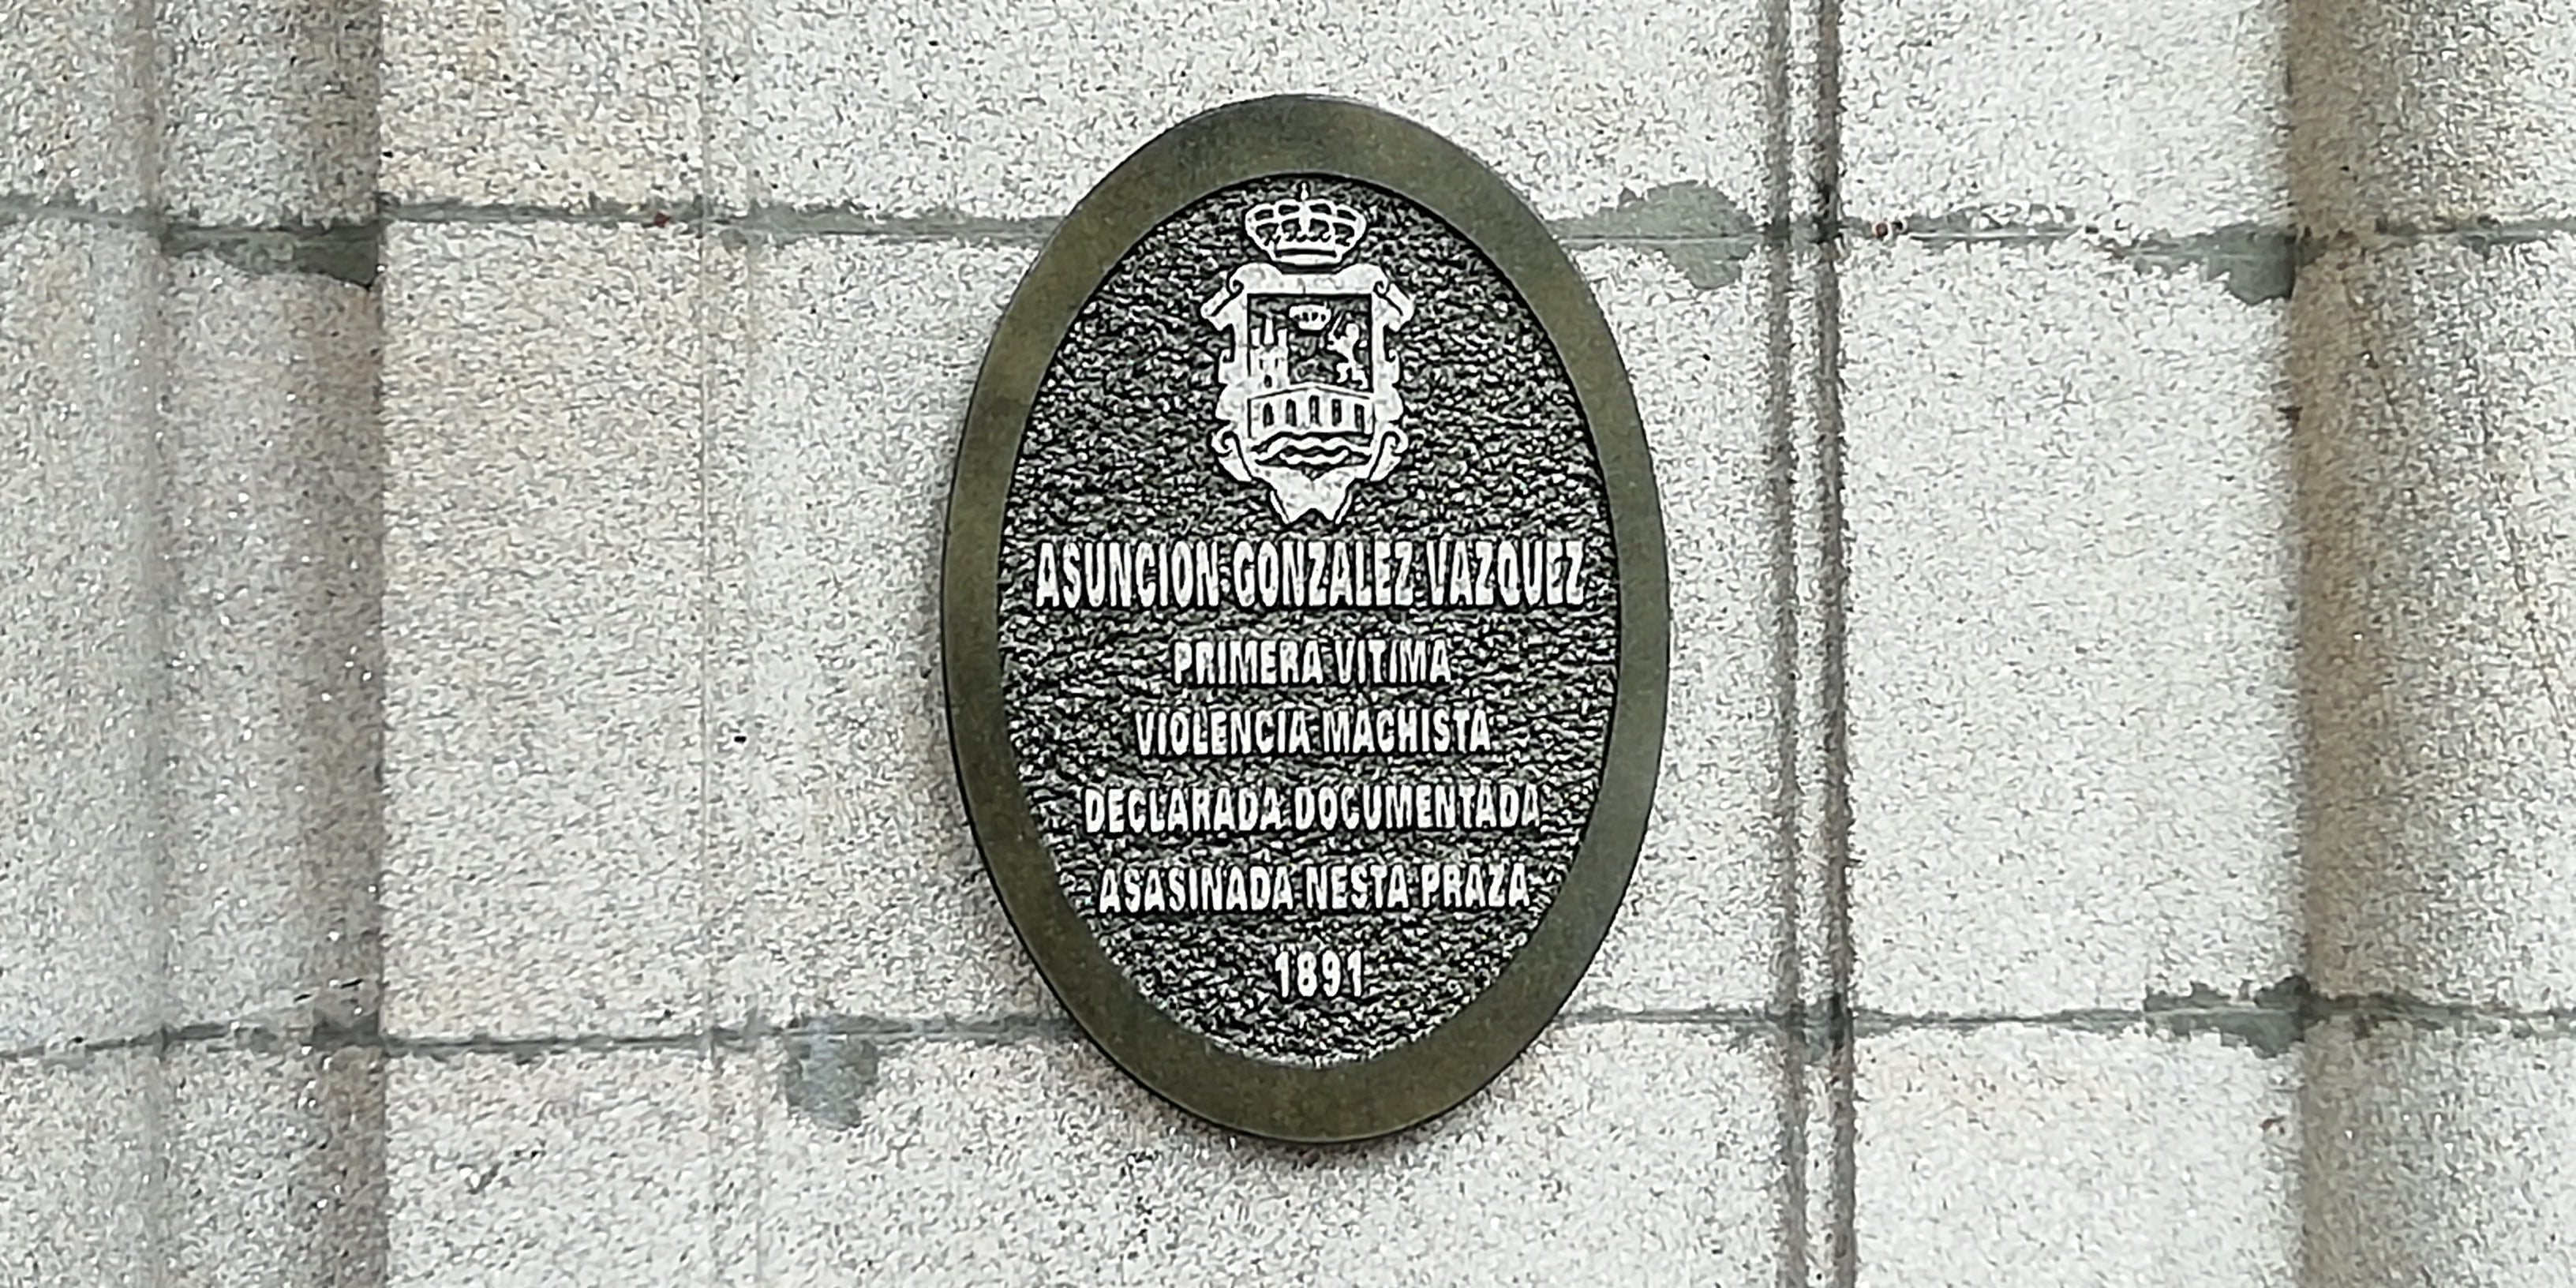 ASUNCION GONZALEZ VAZQUEZ
PRIMERA VITIMA
VIOLENCIA MACHISTA
DECLARADA DOCUMENTADA
ASASINADA NESTA PRAZA
1891